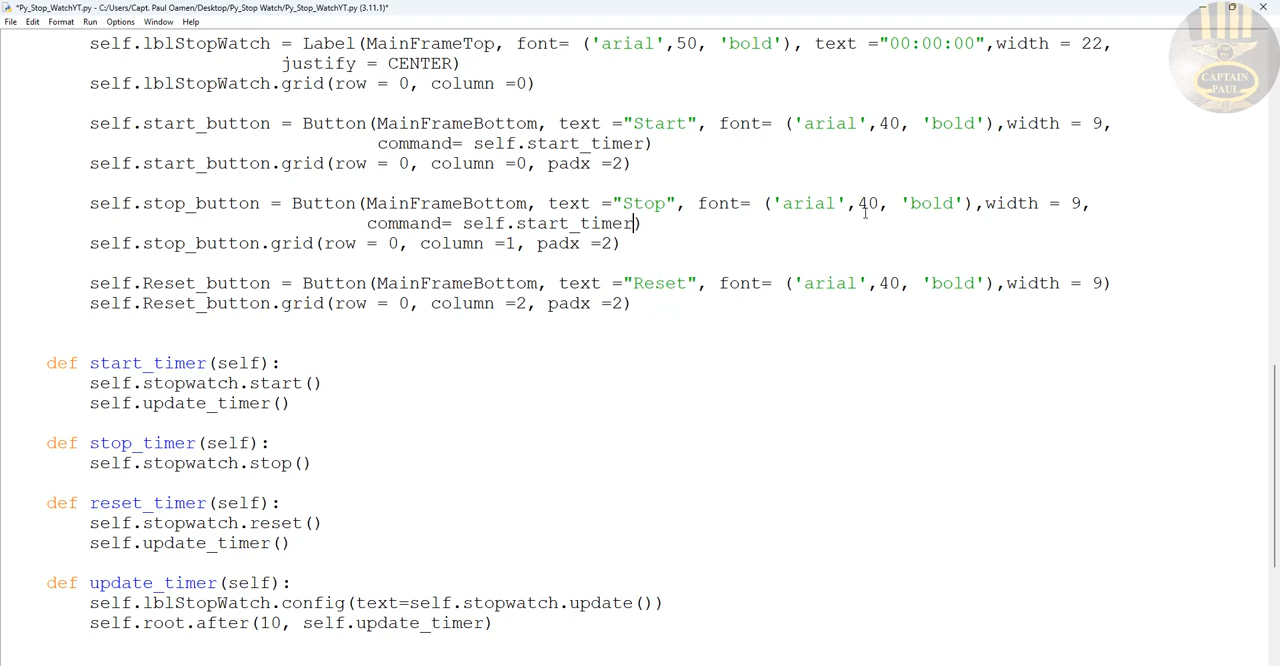 *Py_Stop_WatchYT.py - C:/Users/Capt. Paul Oamen/Desktop/Py_Stop Watch/Py_Stop_WatchYT.py (3.11.1)*
File Edit Format Run Options Window Help
self.lblStopWatch = Label(MainFrameTop, font= ('arial',50, 'bold'), text ="00:00:00",width = 22,
justify = CENTER)
self.lblStopWatch.grid(row = 0, column =0)
self.start_button = Button(MainFrameBottom, text ="Start", font= ('arial',40, 'bold'),width = 9,
command= self.start_timer)
self.start_button.grid(row = 0, column =0, padx =2)
self.stop_button = Button(MainFrameBottom, text ="Stop", font= ('arial',40, 'bold'),width = 9,
command= self.start_timer)
self.stop_button.grid(row = 0, column =1, padx =2)
self.Reset_button = Button(MainFrameBottom, text ="Reset", font= ('arial',40, 'bold'),width = 9)
self.Reset_button.grid(row = 0, column =2, padx =2)
def start_timer(self):
self.stopwatch.start()
self.update_timer()
def stop_timer(self):
self.stopwatch.stop()
def reset_timer(self):
self.stopwatch.reset()
self.update_timer()
def update_timer(self):
self.lblStopWatch.config(text=self.stopwatch.update())
self.root.after(10, self.update_timer)
CAPTAIN
PAUL